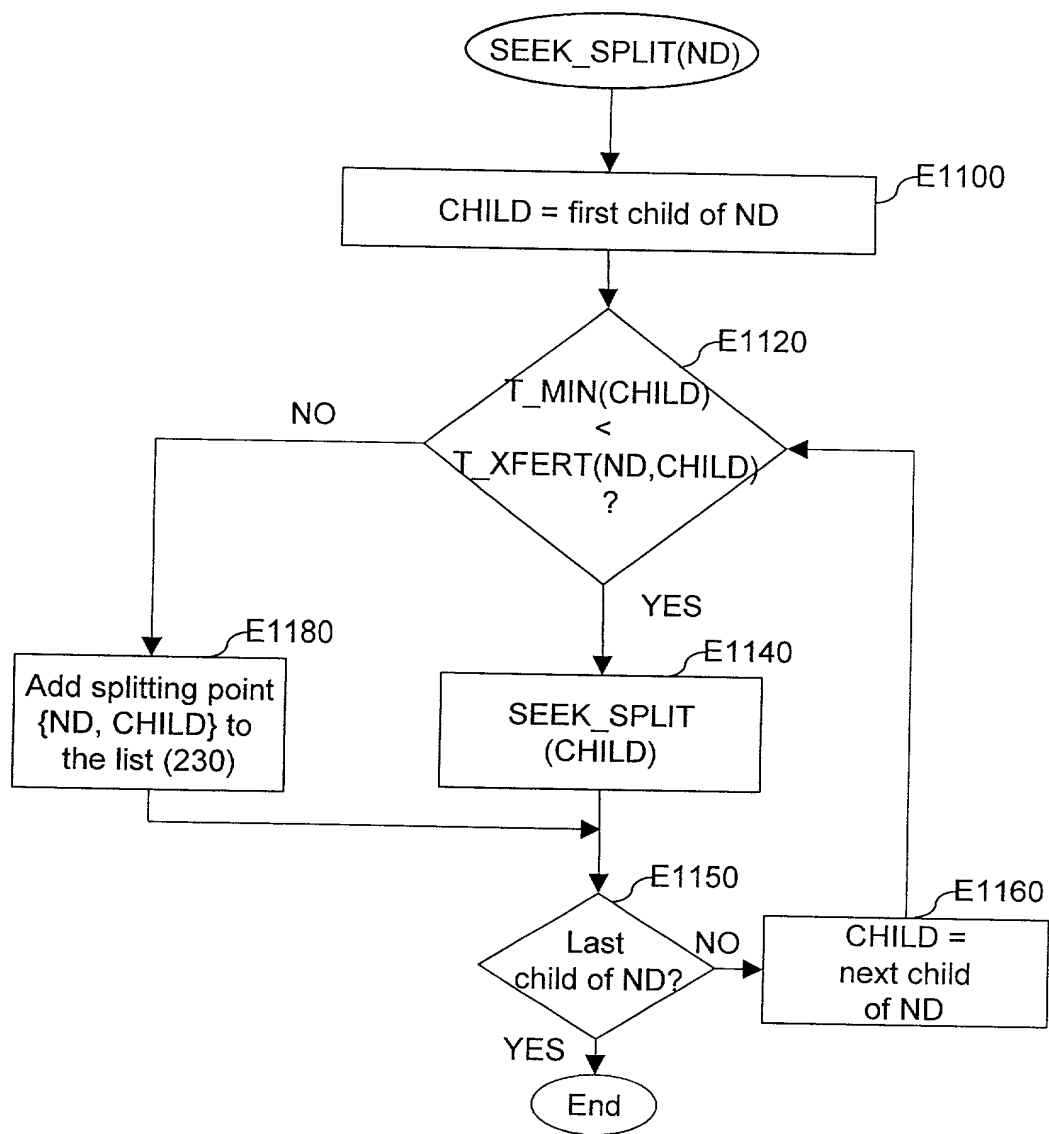 SEEK_SPLIT(ND)
E1100
CHILD = first child of ND
E1120
T_MIN(CHILD)
<
T_XFERT(ND,CHILD)
?
NO
YES
E1180
Add splitting point
{ND, CHILD} to
the list (230)
E1140
SEEK_SPLIT
(CHILD)
E1150
Last
child of ND?
NO
E1160
CHILD =
next child
of ND
YES
End